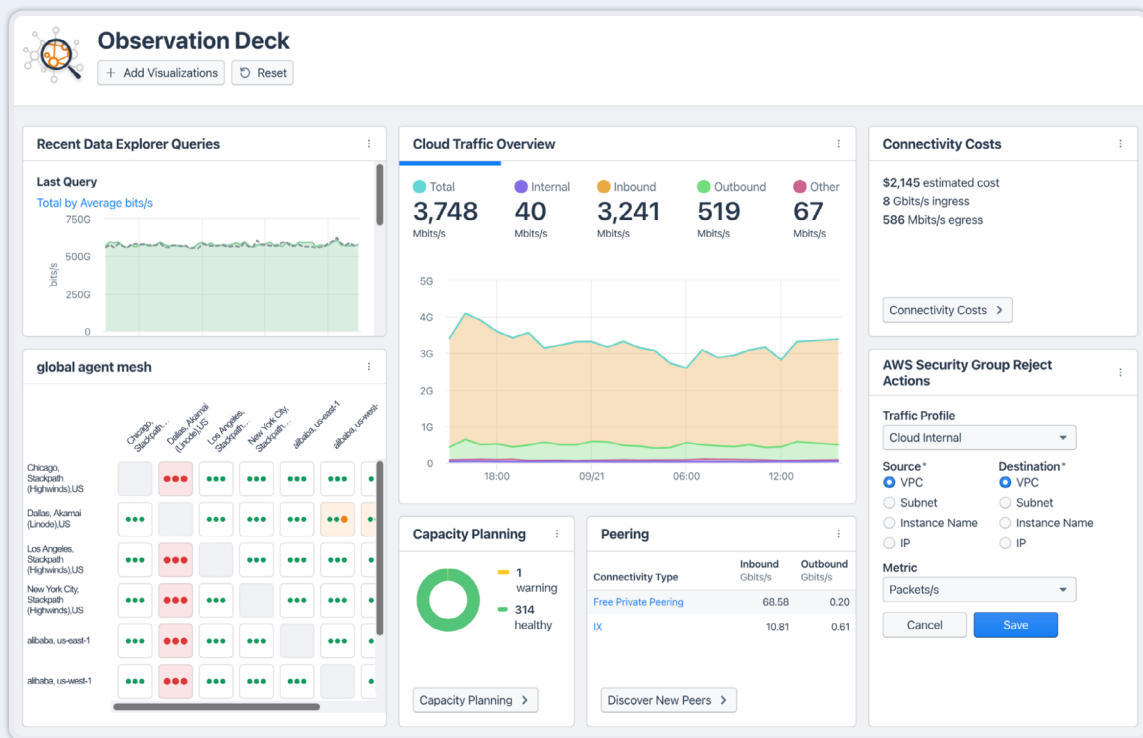 Observation Deck
+ Add Visualizations
Reset
Recent Data Explorer Queries
Last Query
Total by Average bits/s
750G
500G
250G
0
bits/s
global agent mesh
Chicago,
Stackpath...
Dallas, Akamai
(Linode),US
Los Angeles,
Stackpath...
New York City,
Stackpath...
alibaba, us-east-1
alibaba, us-west-
Chicago,
Stackpath
(Highwinds),US
Dallas, Akamai
(Linode),US
Los Angeles,
Stackpath
(Highwinds),US
New York City,
Stackpath
(Highwinds),US
alibaba, us-east-1
alibaba, us-west-1
Cloud Traffic Overview
Total
3,748
Mbits/s
Internal
40
Mbits/s
Inbound
3,241
Mbits/s
Outbound
519
Mbits/s
Other
67
Mbits/s
5G
4G
3G
2G
1G
0
18:00 09/21 06:00 12:00
Capacity Planning
1
warning
314
healthy
Capacity Planning >
Peering
Connectivity Type
Inbound
Gbits/s
Outbound
Gbits/s
Free Private Peering 68.58 0.20
IX 10.81 0.61
Discover New Peers >
Connectivity Costs
$2,145 estimated cost
8 Gbits/s ingress
586 Mbits/s egress
Connectivity Costs >
AWS Security Group Reject
Actions
Traffic Profile
Cloud Internal
Source* Destination*
VPC VPC
Subnet Subnet
Instance Name Instance Name
IP IP
Metric
Packets/s
Cancel Save